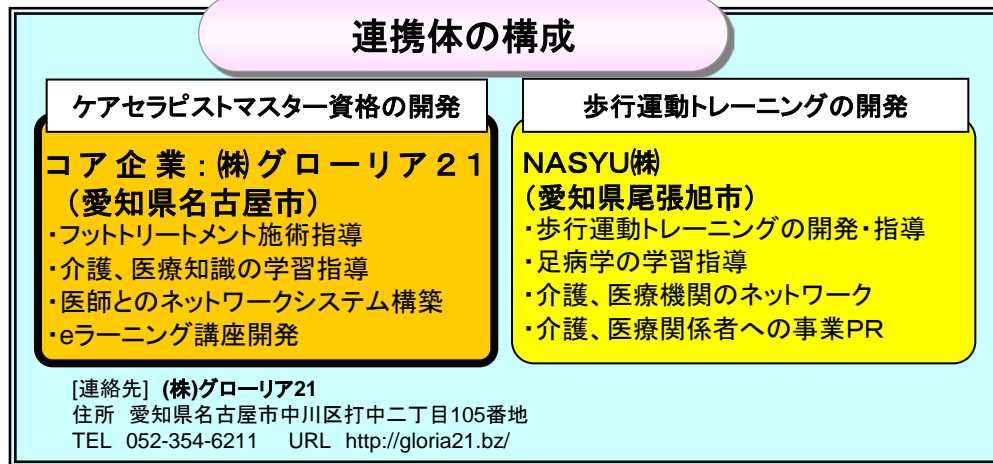 連携体の構成
ケアセラピストマスター資格の開発
コア企業：㈱グローリア２１
（愛知県名古屋市）
・フットトリートメント施術指導
・介護、医療知識の学習指導
・医師とのネットワークシステム構築
・eラーニング講座開発
歩行運動トレーニングの開発
NASYU㈱
（愛知県尾張旭市）
・歩行運動トレーニングの開発・指導
・足病学の学習指導
・介護、医療機関のネットワーク
・介護、医療関係者への事業PR
[連絡先] (株)グローリア21
住所 愛知県名古屋市中川区打中二丁目105番地
TEL 052-354-6211 URL http://gloria21.bz/